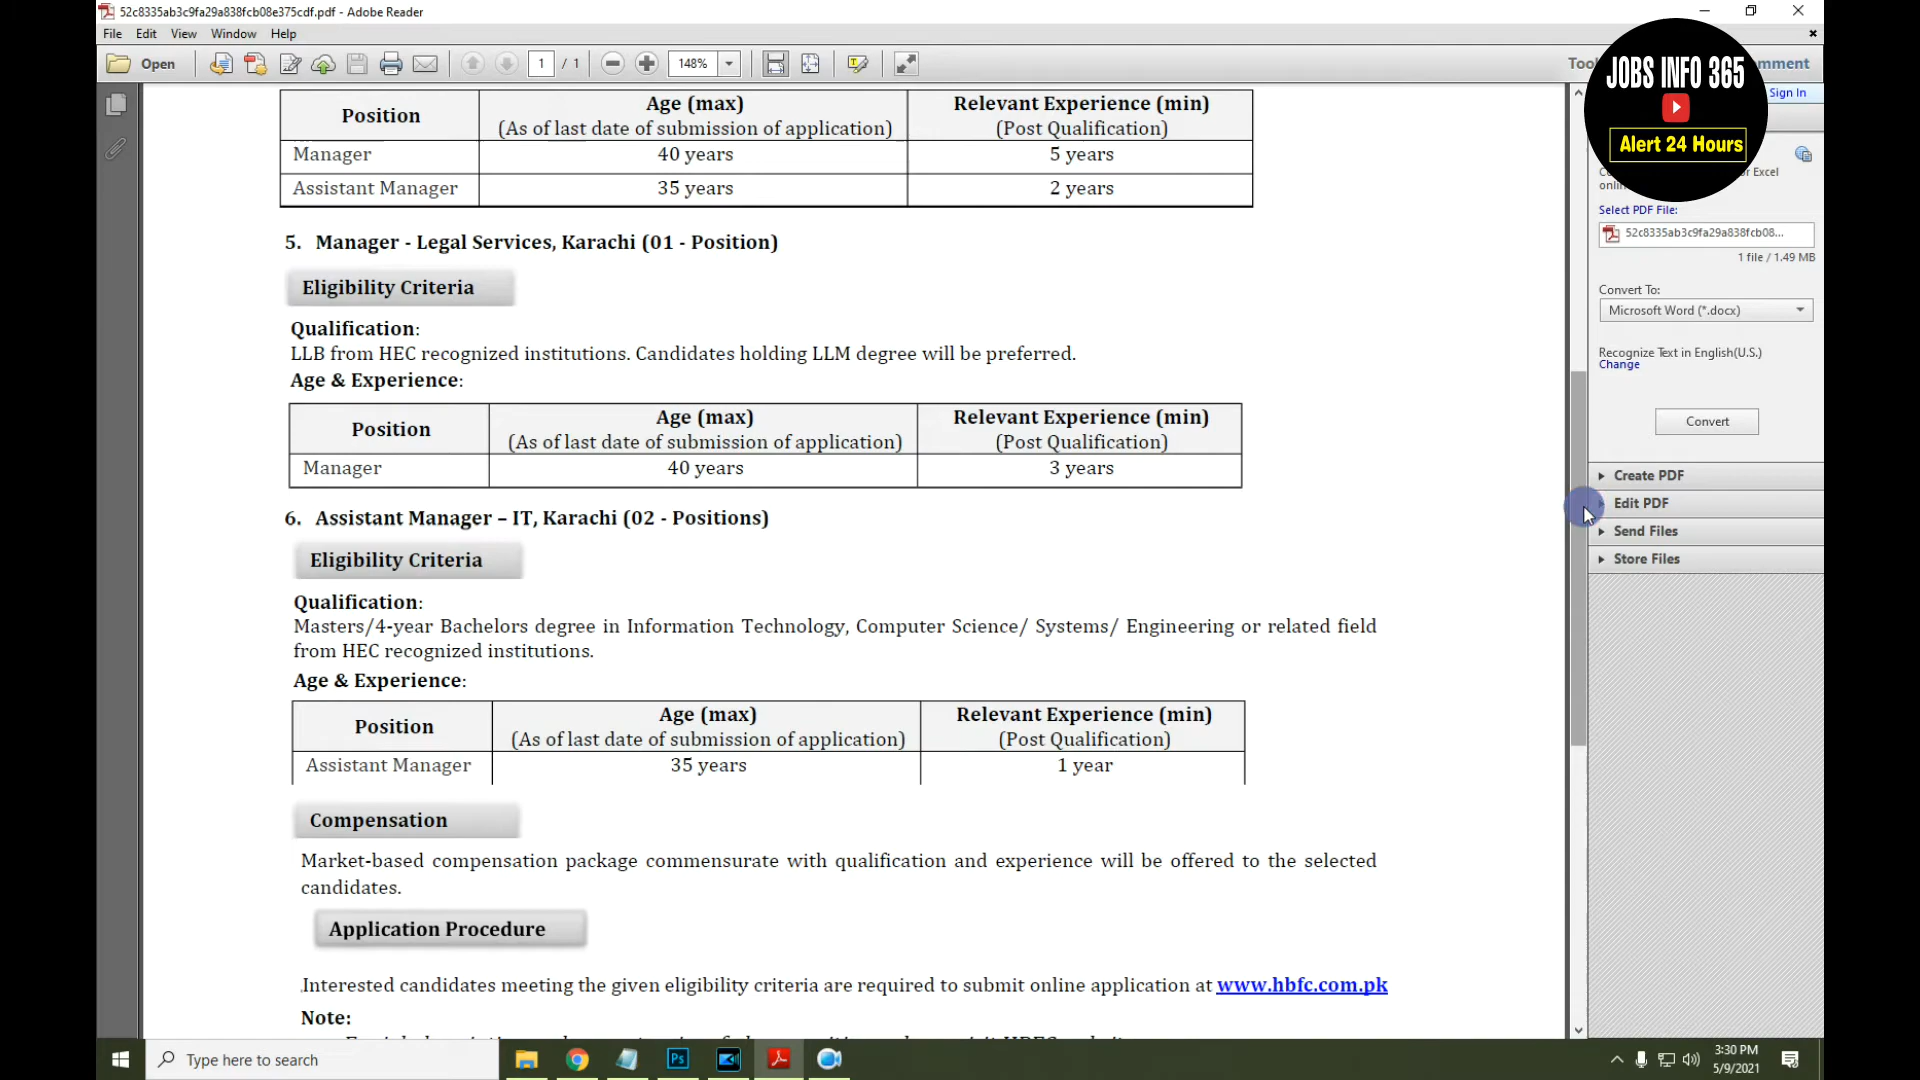 52c8335ab3c9fa29a838fcb08e375cdf.pdf - Adobe Reader
File Edit View Window Help
Open 1 / 1 148% Comment
JOBS INFO 365
Alert 24 Hours
Sign In
Position Age (max) Relevant Experience (min)
(As of last date of submission of application) (Post Qualification)
Manager 40 years 5 years
Assistant Manager 35 years 2 years
or Excel
Select PDF File:
52c8335ab3c9fa29a838fcb08...
1 file / 1.49 MB
Convert To:
Microsoft Word (*.docx)
Recognize Text in English(U.S.)
Change
Convert
Create PDF
Edit PDF
Send Files
Store Files
5. Manager - Legal Services, Karachi (01 - Position)
Eligibility Criteria
Qualification:
LLB from HEC recognized institutions. Candidates holding LLM degree will be preferred.
Age & Experience:
Position Age (max) Relevant Experience (min)
(As of last date of submission of application) (Post Qualification)
Manager 40 years 3 years
6. Assistant Manager – IT, Karachi (02 - Positions)
Eligibility Criteria
Qualification:
Masters/4-year Bachelors degree in Information Technology, Computer Science/ Systems/ Engineering or related field
from HEC recognized institutions.
Age & Experience:
Position Age (max) Relevant Experience (min)
(As of last date of submission of application) (Post Qualification)
Assistant Manager 35 years 1 year
Compensation
Market-based compensation package commensurate with qualification and experience will be offered to the selected
candidates.
Application Procedure
Interested candidates meeting the given eligibility criteria are required to submit online application at www.hbfc.com.pk
Note:
Type here to search
3:30 PM
5/9/2021